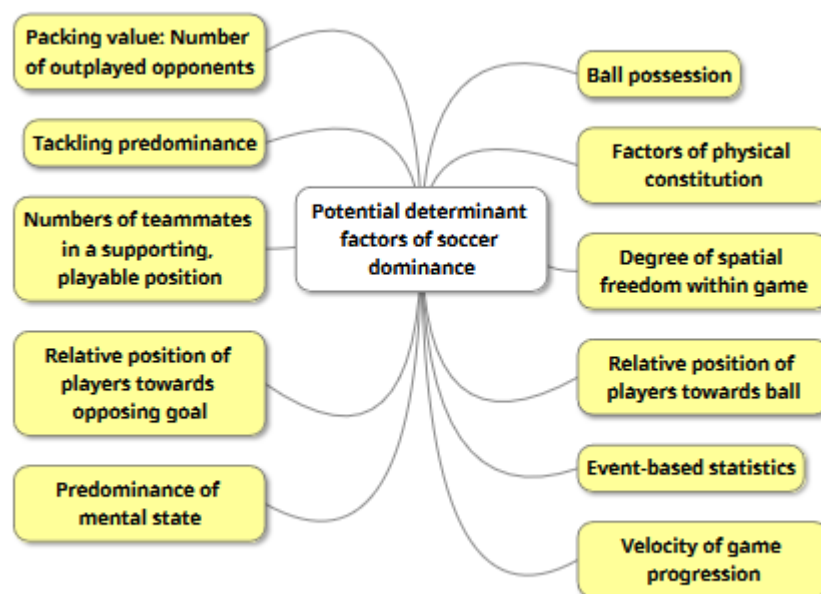 Packing value: Number
of outplayed opponents
Tackling predominance
Numbers of teammates
in a supporting,
playable position
Relative position of
players towards
opposing goal
Predominance of
mental state
Potential determinant
factors of soccer
dominance
Ball possession
Factors of physical
constitution
Degree of spatial
freedom within game
Relative position of
players towards ball
Event-based statistics
Velocity of game
progression